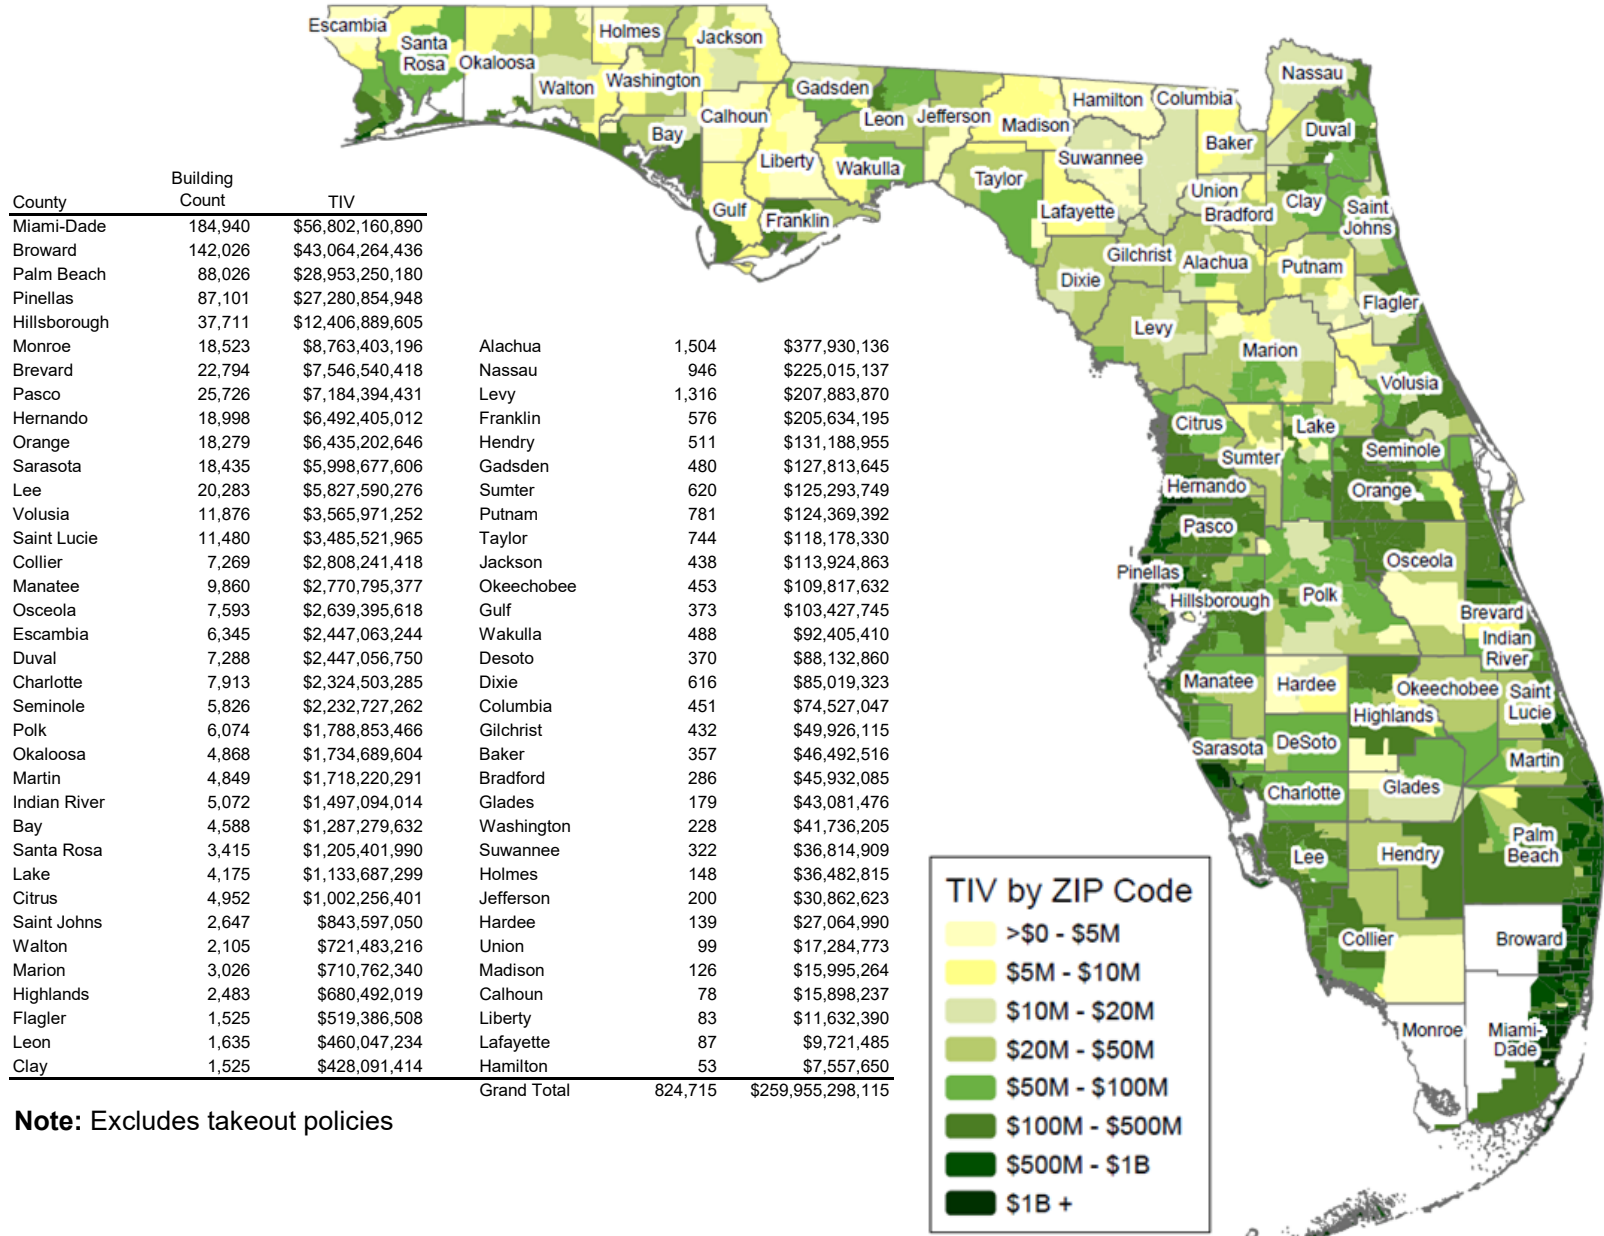 County Building Count TIV
Miami-Dade 184,940 $56,802,160,890
Broward 142,026 $43,064,264,436
Palm Beach 88,026 $28,953,250,180
Pinellas 87,101 $27,280,854,948
Hillsborough 37,711 $12,406,889,605
Monroe 18,523 $8,763,403,196
Brevard 22,794 $7,546,540,418
Pasco 25,726 $7,184,394,431
Hernando 18,998 $6,492,405,012
Orange 18,279 $6,435,202,646
Sarasota 18,435 $5,998,677,606
Lee 20,283 $5,827,590,276
Volusia 11,876 $3,565,971,252
Saint Lucie 11,480 $3,485,521,965
Collier 7,269 $2,808,241,418
Manatee 9,860 $2,770,795,377
Osceola 7,593 $2,639,395,618
Escambia 6,345 $2,447,063,244
Duval 7,288 $2,447,056,750
Charlotte 7,913 $2,324,503,285
Seminole 5,826 $2,232,727,262
Polk 6,074 $1,788,853,466
Okaloosa 4,868 $1,734,689,604
Martin 4,849 $1,718,220,291
Indian River 5,072 $1,497,094,014
Bay 4,588 $1,287,279,632
Santa Rosa 3,415 $1,205,401,990
Lake 4,175 $1,133,687,299
Citrus 4,952 $1,002,256,401
Saint Johns 2,647 $843,597,050
Walton 2,105 $721,483,216
Marion 3,026 $710,762,340
Highlands 2,483 $680,492,019
Flagler 1,525 $519,386,508
Leon 1,635 $460,047,234
Clay 1,525 $428,091,414
Alachua 1,504 $377,930,136
Nassau 946 $225,015,137
Levy 1,316 $207,883,870
Franklin 576 $205,634,195
Hendry 511 $131,188,955
Gadsden 480 $127,813,645
Sumter 620 $125,293,749
Putnam 781 $124,369,392
Taylor 744 $118,178,330
Jackson 438 $113,924,863
Okeechobee 453 $109,817,632
Gulf 373 $103,427,745
Wakulla 488 $92,405,410
Desoto 370 $88,132,860
Dixie 616 $85,019,323
Columbia 451 $74,527,047
Gilchrist 432 $49,926,115
Baker 357 $46,492,516
Bradford 286 $45,932,085
Glades 179 $43,081,476
Washington 228 $41,736,205
Suwannee 322 $36,814,909
Holmes 148 $36,482,815
Jefferson 200 $30,862,623
Hardee 139 $27,064,990
Union 99 $17,284,773
Madison 126 $15,995,264
Calhoun 78 $15,898,237
Liberty 83 $11,632,390
Lafayette 87 $9,721,485
Hamilton 53 $7,557,650
Grand Total 824,715 $259,955,298,115
Note: Excludes takeout policies
Escambia
Santa
Rosa
Okaloosa
Walton
Holmes
Washington
Jackson
Bay
Calhoun
Gulf
Liberty
Franklin
Gadsden
Leon
Wakulla
Jefferson
Madison
Taylor
Hamilton
Suwannee
Lafayette
Columbia
Baker
Union
Bradford
Nassau
Duval
Clay
Saint
Johns
Gilchrist
Alachua
Putnam
Dixie
Flagler
Levy
Marion
Volusia
Citrus
Lake
Sumter
Seminole
Hernando
Orange
Pasco
Osceola
Pinellas
Hillsborough
Polk
Brevard
Indian
River
Manatee
Hardee
Okeechobee
Saint
Lucie
Highlands
Sarasota
DeSoto
Martin
Charlotte
Glades
Lee
Hendry
Palm
Beach
Collier
Broward
Monroe
Miami-
Dade
TIV by ZIP Code
>$0 - $5M
$5M - $10M
$10M - $20M
$20M - $50M
$50M - $100M
$100M - $500M
$500M - $1B
$1B +